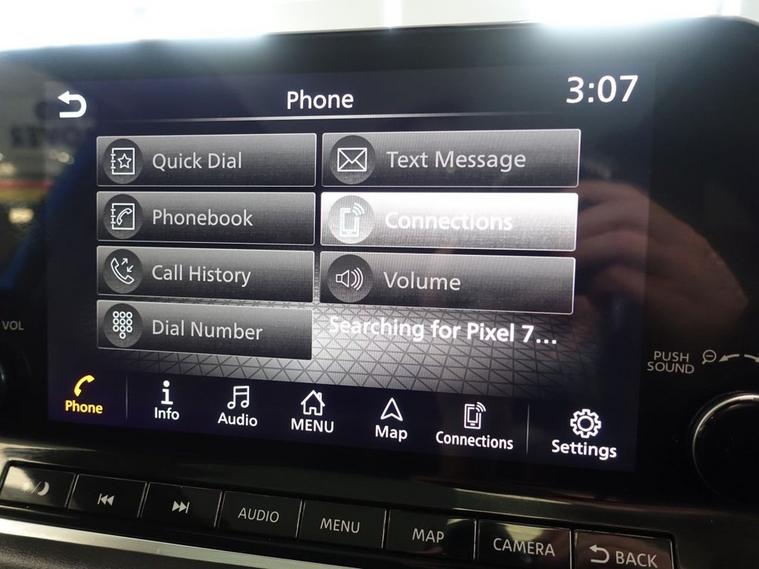 Phone
3:07
Quick Dial
Text Message
Phonebook
Connections
Call History
Volume
Dial Number
Searching for Pixel 7...
VOL
PUSH
SOUND
Phone
Info
Audio
MENU
Map
Connections
Settings
AUDIO
MENU
MAP
CAMERA
BACK